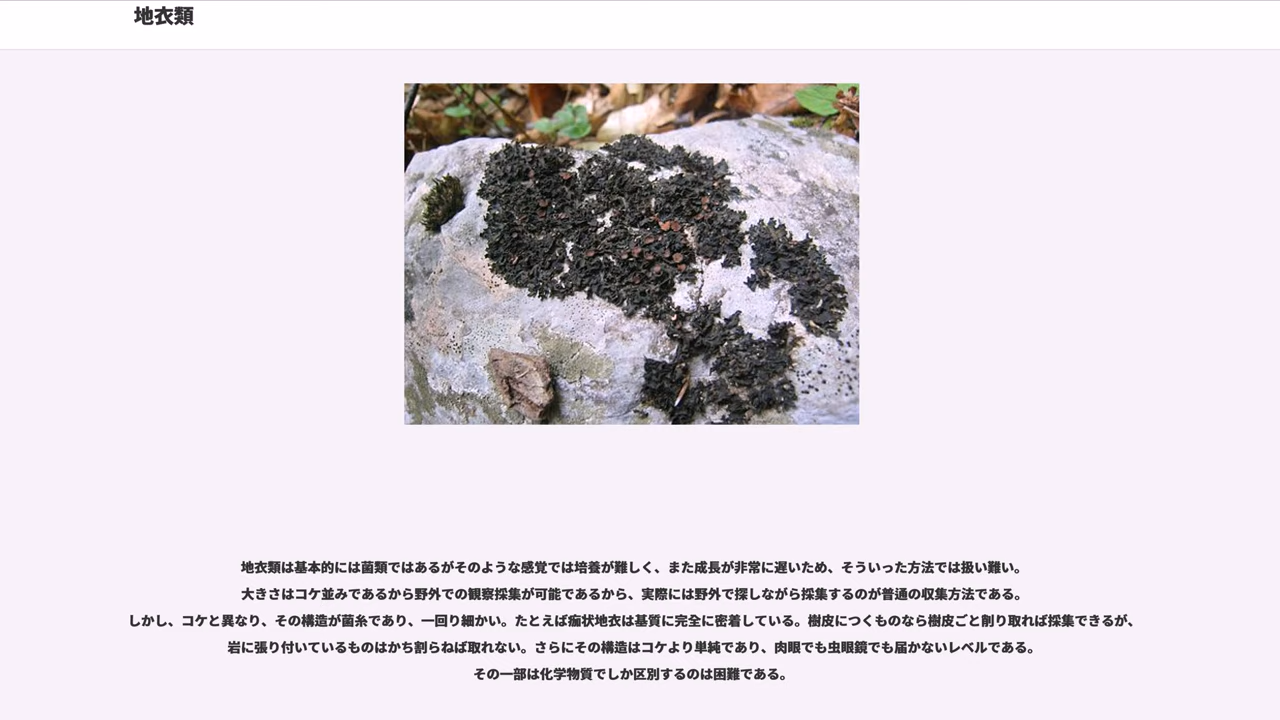 地衣類
地衣類は基本的には菌類ではあるがそのような感覚では培養が難しく、また成長が非常に遅いため、そういった方法では扱い難い。
大きさはコケ並みであるから野外での観察採集が可能であるから、実際には野外で探しながら採集するのが普通の収集方法である。
しかし、コケと異なり、その構造が菌糸であり、一回り細かい。たとえば痂状地衣は基質に完全に密着している。樹皮につくものなら樹皮ごと削り取れば採集できるが、
岩に張り付いているものはかち割らねば取れない。さらにその構造はコケより単純であり、肉眼でも虫眼鏡でも届かないレベルである。
その一部は化学物質でしか区別するのは困難である。